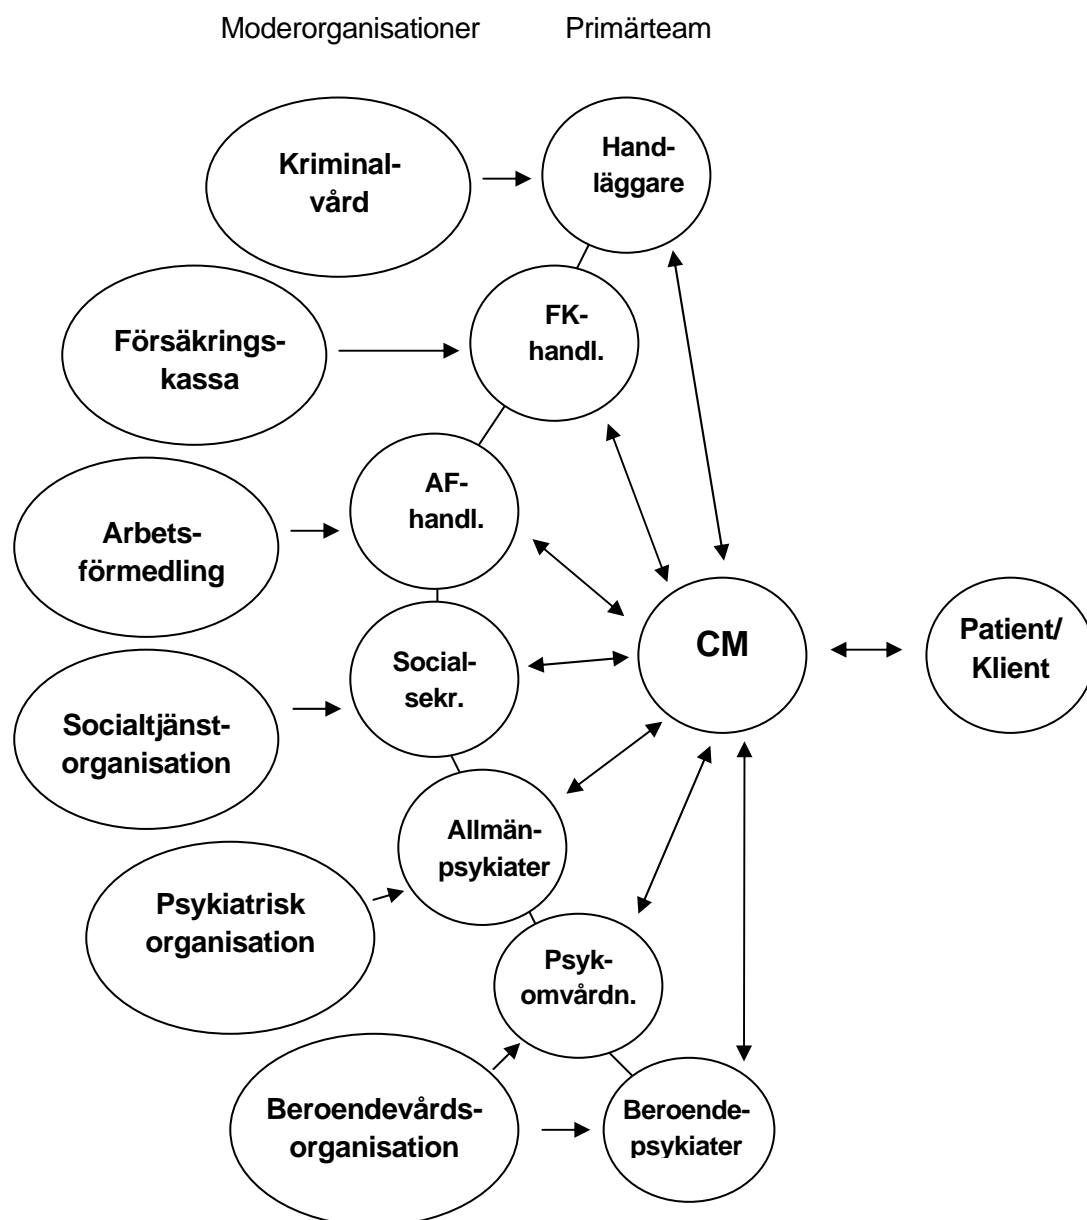 Moderorganisationer Primärteam
Kriminal-
vård
Hand-
läggare
Försäkrings-
kassa
FK-
handl.
Arbets-
förmedling
AF-
handl.
Socialtjänst-
organisation
Social-
sekr.
CM
Patient/
Klient
Psykiatrisk
organisation
Allmän-
psykiater
Psyk-
omvårdn.
Beroendevårds-
organisation
Beroende-
psykiater